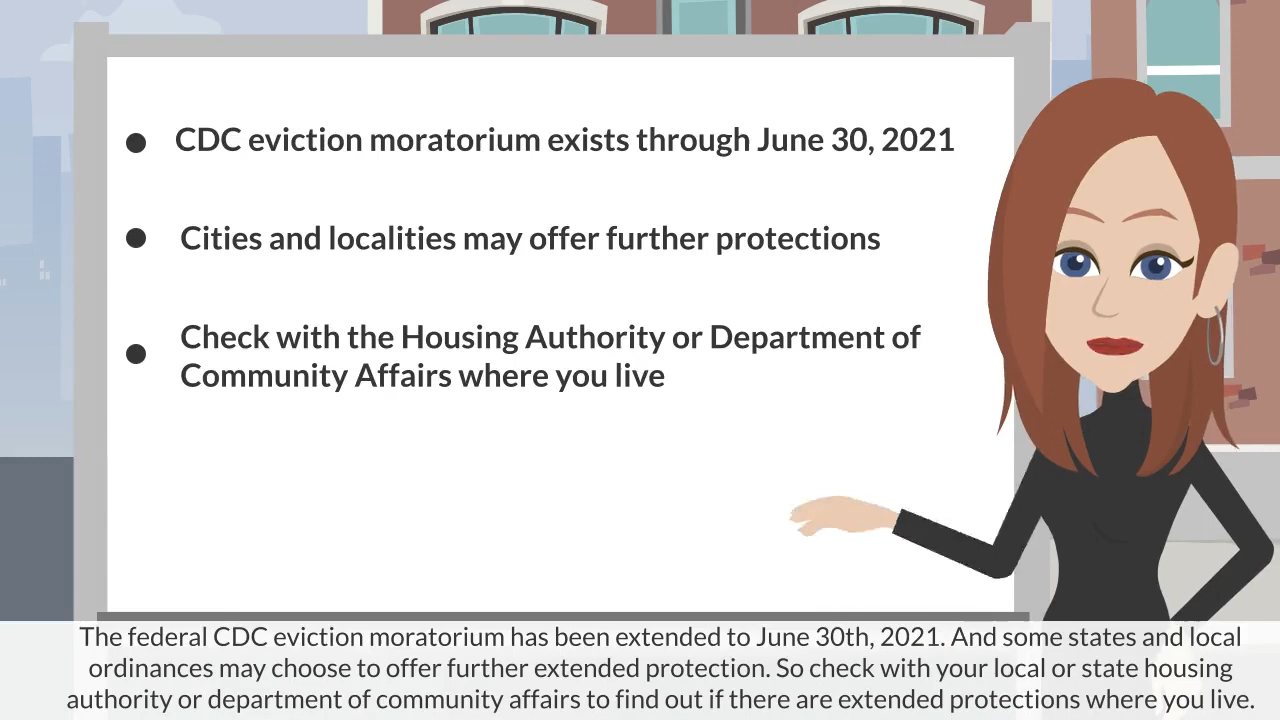 CDC eviction moratorium exists through June 30, 2021
Cities and localities may offer further protections
Check with the Housing Authority or Department of
Community Affairs where you live
The federal CDC eviction moratorium has been extended to June 30th, 2021. And some states and local
ordinances may choose to offer further extended protection. So check with your local or state housing
authority or department of community affairs to find out if there are extended protections where you live.